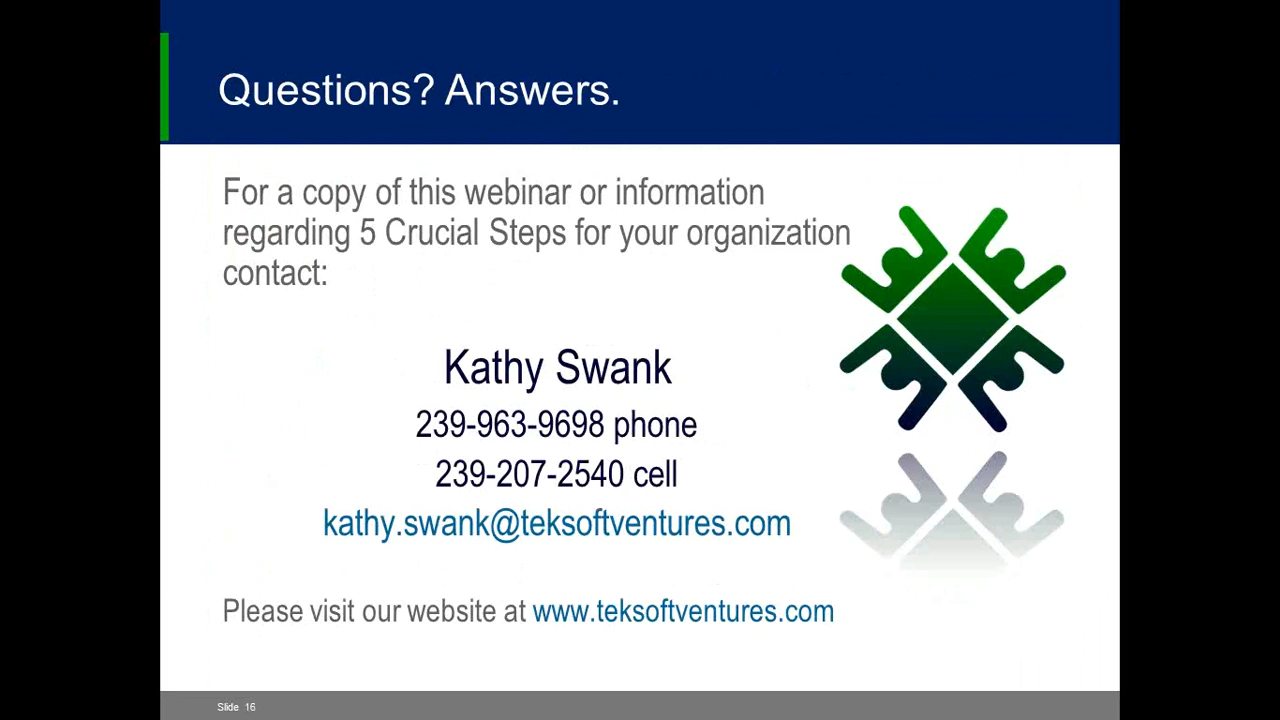 Questions? Answers.
For a copy of this webinar or information
regarding 5 Crucial Steps for your organization
contact:
Kathy Swank
239-963-9698 phone
239-207-2540 cell
kathy.swank@teksoftventures.com
Please visit our website at www.teksoftventures.com
Slide 16